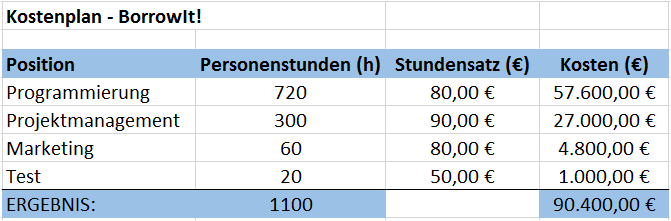 Kostenplan - BorrowIt!
Position Personenstunden (h) Stundensatz (€) Kosten (€)
Programmierung 720 80,00 € 57.600,00 €
Projektmanagement 300 90,00 € 27.000,00 €
Marketing 60 80,00 € 4.800,00 €
Test 20 50,00 € 1.000,00 €
ERGEBNIS: 1100 90.400,00 €